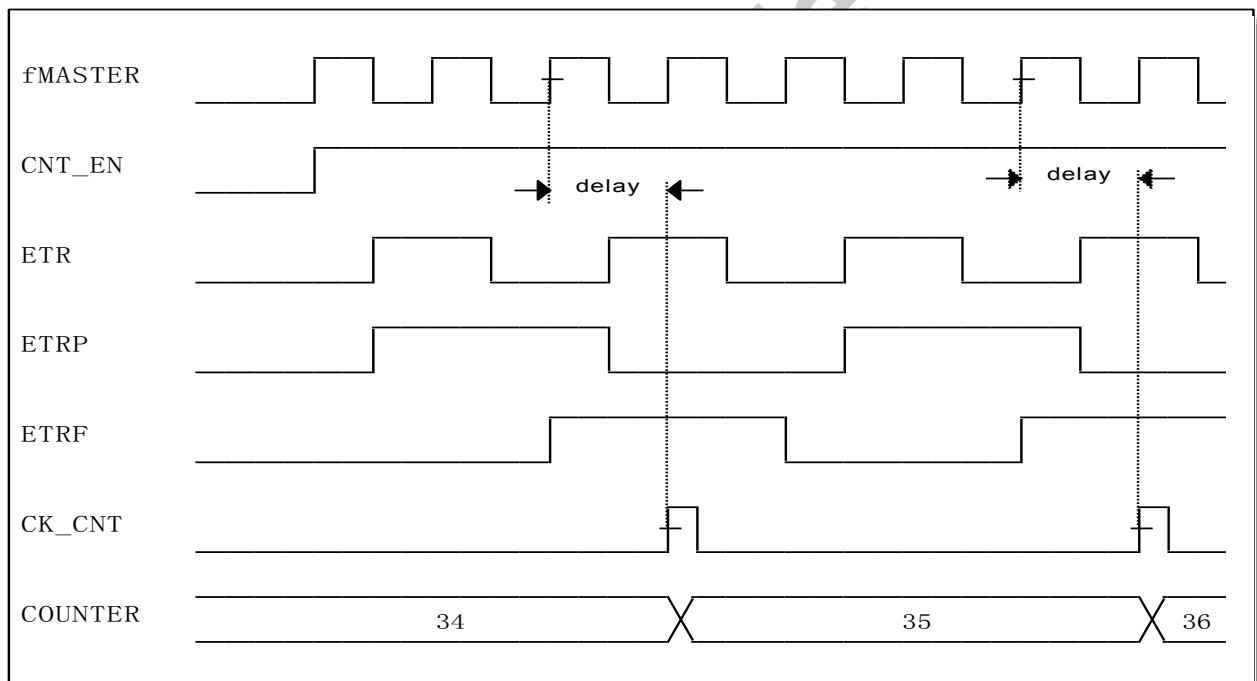 fMASTER
CNT_EN
delay
delay
ETR
ETRP
ETRF
CK_CNT
COUNTER
34
35
36